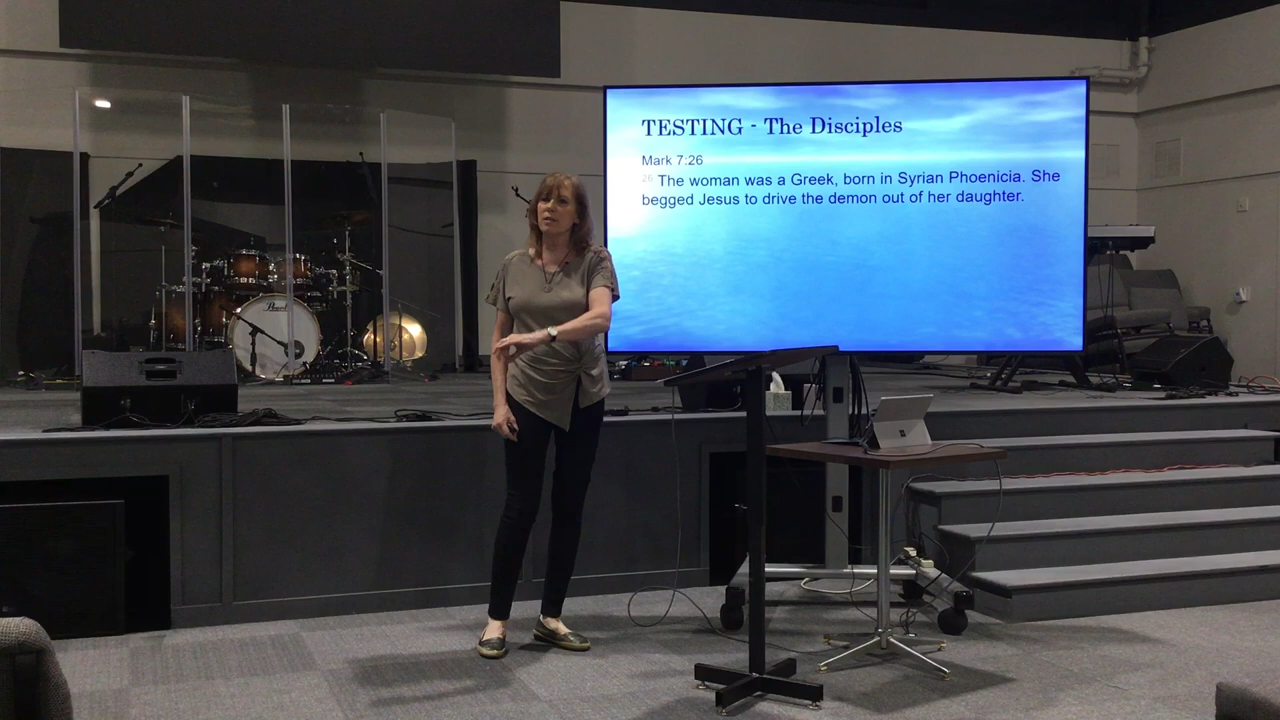 TESTING - The Disciples
Mark 7:26
26 The woman was a Greek, born in Syrian Phoenicia. She
begged Jesus to drive the demon out of her daughter.
Pearl